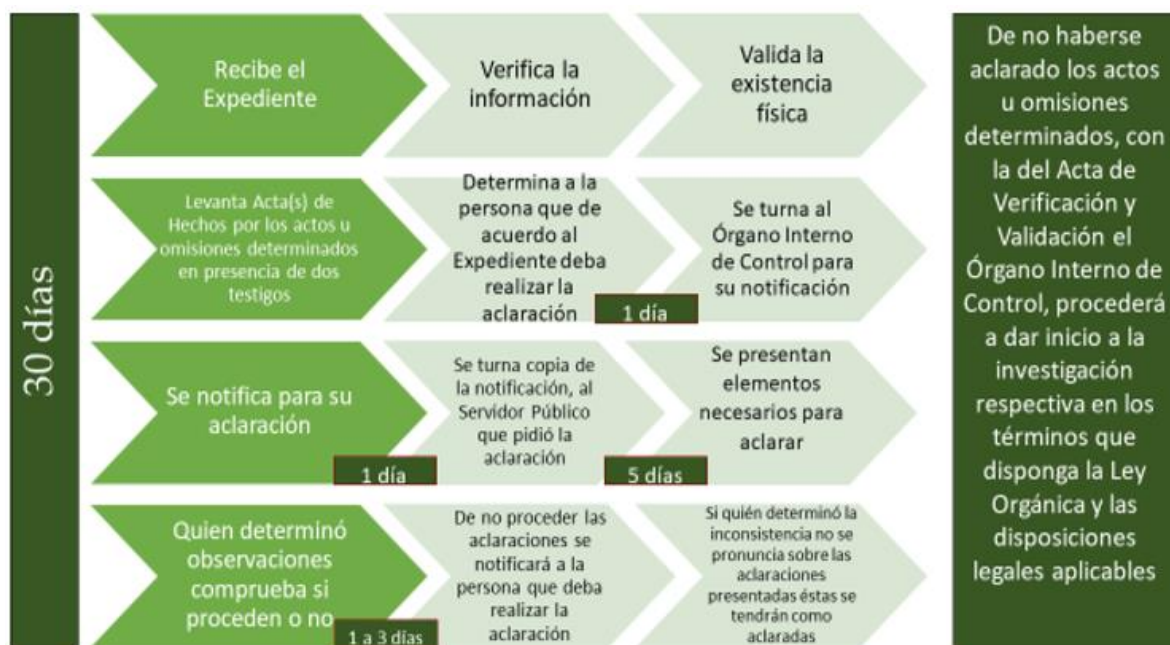 30 días
Recibe el
Expediente
Verifica la
información
Valida la
existencia
física
Levanta Acta(s) de
Hechos por los actos u
omisiones determinados
en presencia de dos
testigos
Determina a la
persona que de
acuerdo al
Expediente deba
realizar la
aclaración
1 día
Se turna al
Órgano Interno
de Control para
su notificación
Se notifica para su
aclaración
1 día
Se turna copia de
la notificación, al
Servidor Público
que pidió la
aclaración
5 días
Se presentan
elementos
necesarios para
aclarar
Quien determinó
observaciones
comprueba si
proceden o no
1 a 3 días
De no proceder las
aclaraciones se
notificará a la
persona que deba
realizar la
aclaración
Si quién determinó la
inconsistencia no se
pronuncia sobre las
aclaraciones
presentadas éstas se
tendrán como
aclaradas
De no haberse
aclarado los actos
u omisiones
determinados, con
la del Acta de
Verificación y
Validación el
Órgano Interno de
Control, procederá
a dar inicio a la
investigación
respectiva en los
términos que
disponga la Ley
Orgánica y las
disposiciones
legales aplicables